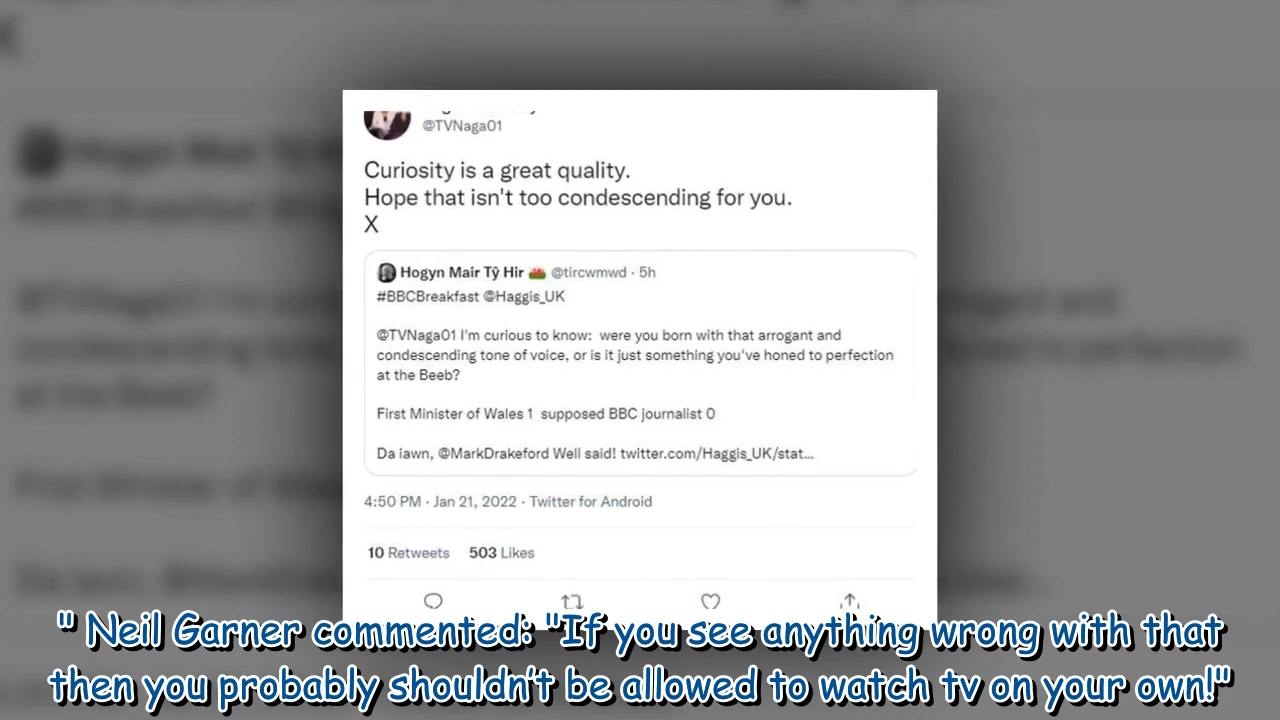 @TVNaga01
Curiosity is a great quality.
Hope that isn't too condescending for you.
X
Hogyn Mair Tŷ Hir 🏴󠁧󠁢󠁷󠁬󠁳󠁿 @tircwmwd · 5h
#BBCBreakfast @Haggis_UK
@TVNaga01 I'm curious to know: were you born with that arrogant and
condescending tone of voice, or is it just something you've honed to perfection
at the Beeb?
First Minister of Wales 1 supposed BBC journalist 0
Da iawn, @MarkDrakeford Well said! twitter.com/Haggis_UK/stat...
4:50 PM · Jan 21, 2022 · Twitter for Android
10 Retweets 503 Likes
" Neil Garner commented: "If you see anything wrong with that
then you probably shouldn't be allowed to watch tv on your own!"